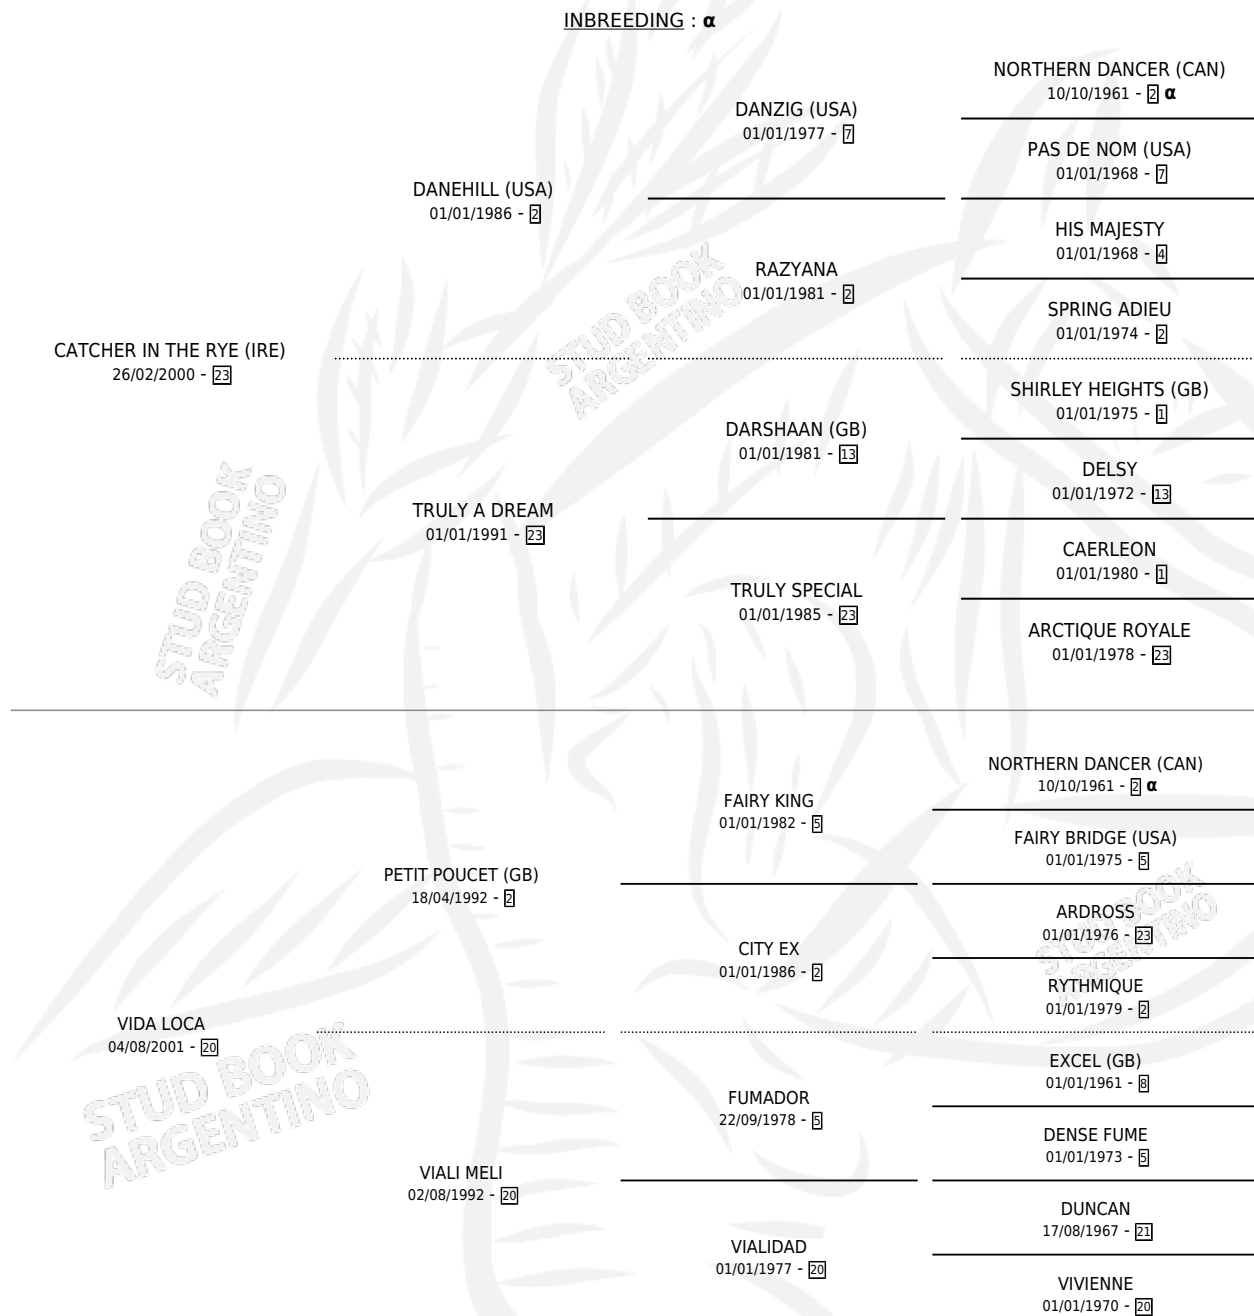 INBREEDING : α
NORTHERN DANCER (CAN)
10/10/1961 - 2 α
DANZIG (USA)
01/01/1977 - 7
PAS DE NOM (USA)
01/01/1968 - 7
DANEHILL (USA)
01/01/1986 - 2
HIS MAJESTY
01/01/1968 - 4
RAZYANA
01/01/1981 - 2
SPRING ADIEU
01/01/1974 - 2
CATCHER IN THE RYE (IRE)
26/02/2000 - 23
SHIRLEY HEIGHTS (GB)
01/01/1975 - 1
DARSHAAN (GB)
01/01/1981 - 13
DELSY
01/01/1972 - 13
TRULY A DREAM
01/01/1991 - 23
CAERLEON
01/01/1980 - 1
TRULY SPECIAL
01/01/1985 - 23
ARCTIQUE ROYALE
01/01/1978 - 23
NORTHERN DANCER (CAN)
10/10/1961 - 2 α
FAIRY KING
01/01/1982 - 5
FAIRY BRIDGE (USA)
01/01/1975 - 5
PETIT POUCET (GB)
18/04/1992 - 2
ARDROSS
01/01/1976 - 23
CITY EX
01/01/1986 - 2
RYTHMIQUE
01/01/1979 - 2
VIDA LOCA
04/08/2001 - 20
EXCEL (GB)
01/01/1961 - 8
FUMADOR
22/09/1978 - 5
DENSE FUME
01/01/1973 - 5
VIALI MELI
02/08/1992 - 20
DUNCAN
17/08/1967 - 21
VIALIDAD
01/01/1977 - 20
VIVIENNE
01/01/1970 - 20
STUD BOOK
ARGENTINO
STUD BOOK
ARGENTINO
STUD BOOK
ARGENTINO
STUD BOOK
ARGENTINO